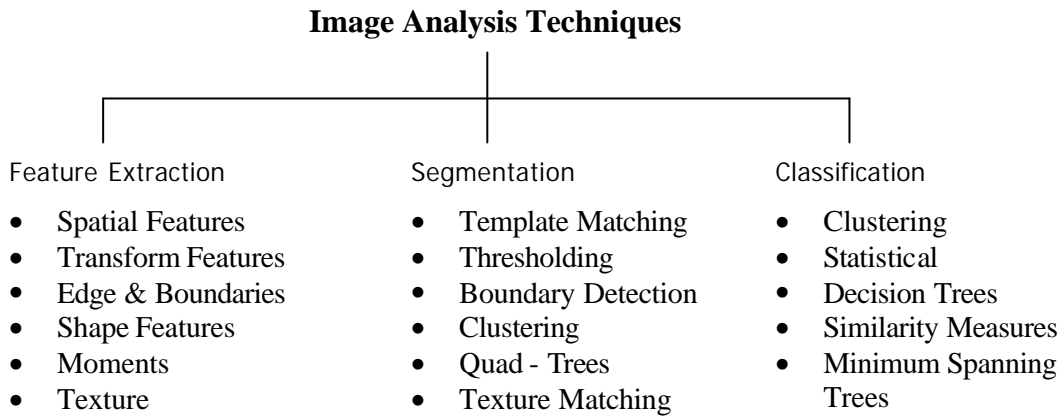 Image Analysis Techniques
Feature Extraction
• Spatial Features
• Transform Features
• Edge & Boundaries
• Shape Features
• Moments
• Texture
Segmentation
• Template Matching
• Thresholding
• Boundary Detection
• Clustering
• Quad - Trees
• Texture Matching
Classification
• Clustering
• Statistical
• Decision Trees
• Similarity Measures
• Minimum Spanning
Trees